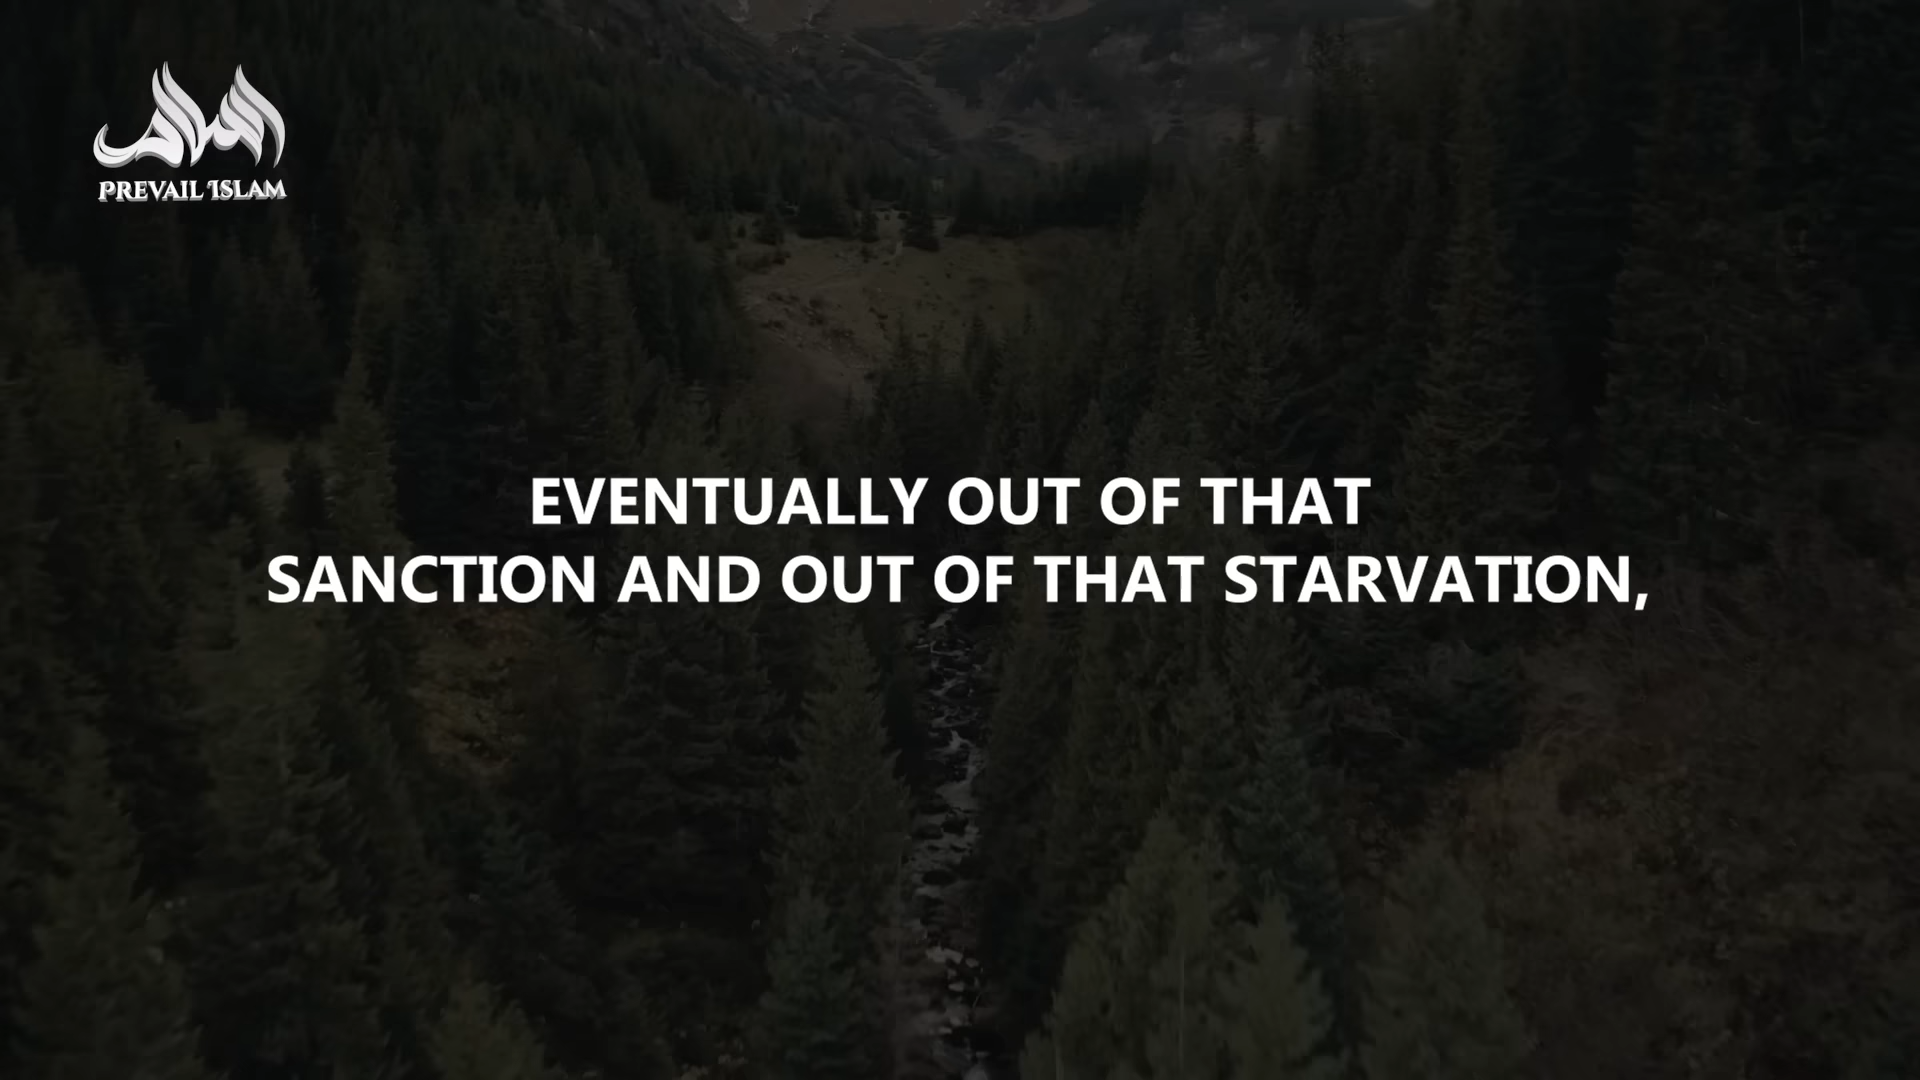 PREVAIL ISLAM
EVENTUALLY OUT OF THAT
SANCTION AND OUT OF THAT STARVATION,